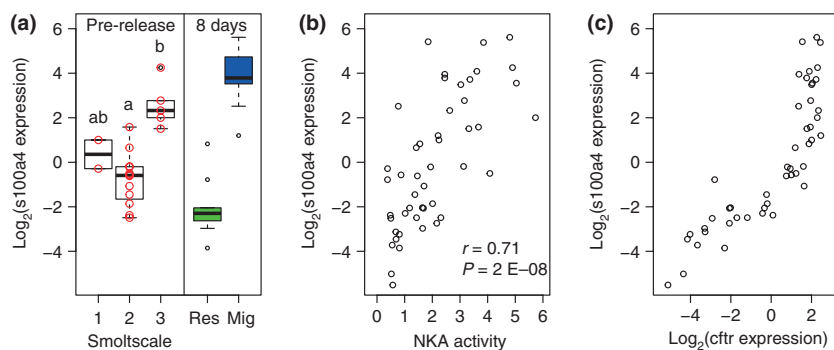 (a)
Pre-release
8 days
Log2(s100a4 expression)
6
4
2
0
−2
−4
ab
a
b
1 2 3 Res Mig
Smoltscale
(b)
Log2(s100a4 expression)
6
4
2
0
−2
−4
r = 0.71
P = 2 E–08
0 1 2 3 4 5 6
NKA activity
(c)
Log2(s100a4 expression)
6
4
2
0
−2
−4
−4 −2 0 2
Log2(cftr expression)